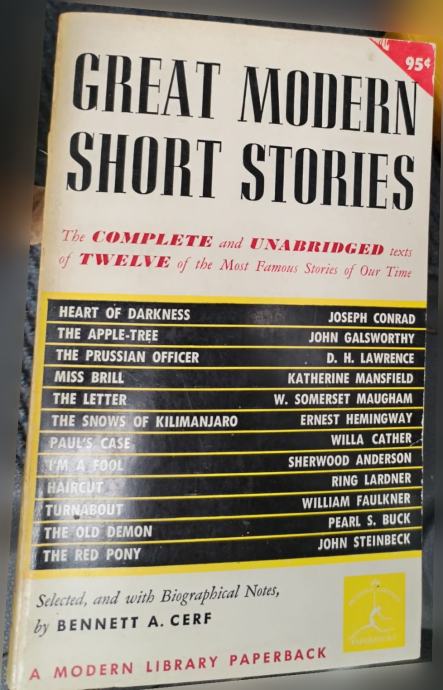 95¢
GREAT MODERN
SHORT STORIES
The COMPLETE and UNABRIDGED texts
of TWELVE of the Most Famous Stories of Our Time
HEART OF DARKNESS JOSEPH CONRAD
THE APPLE-TREE JOHN GALSWORTHY
THE PRUSSIAN OFFICER D. H. LAWRENCE
MISS BRILL KATHERINE MANSFIELD
THE LETTER W. SOMERSET MAUGHAM
THE SNOWS OF KILIMANJARO ERNEST HEMINGWAY
PAUL'S CASE WILLA CATHER
I'M A FOOL SHERWOOD ANDERSON
HAIRCUT RING LARDNER
TURNABOUT WILLIAM FAULKNER
THE OLD DEMON PEARL S. BUCK
THE RED PONY JOHN STEINBECK
Selected, and with Biographical Notes,
by BENNETT A. CERF
A MODERN LIBRARY PAPERBACK